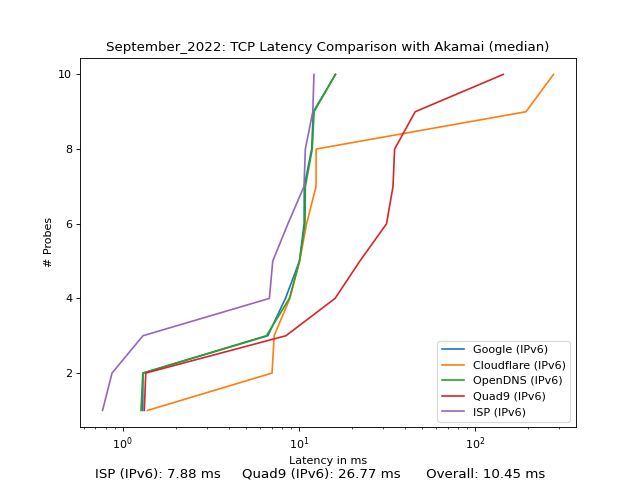 September_2022: TCP Latency Comparison with Akamai (median)
10
8
6
4
2
# Probes
Google (IPv6)
Cloudflare (IPv6)
OpenDNS (IPv6)
Quad9 (IPv6)
ISP (IPv6)
10⁰ 10¹ 10²
Latency in ms
ISP (IPv6): 7.88 ms Quad9 (IPv6): 26.77 ms Overall: 10.45 ms